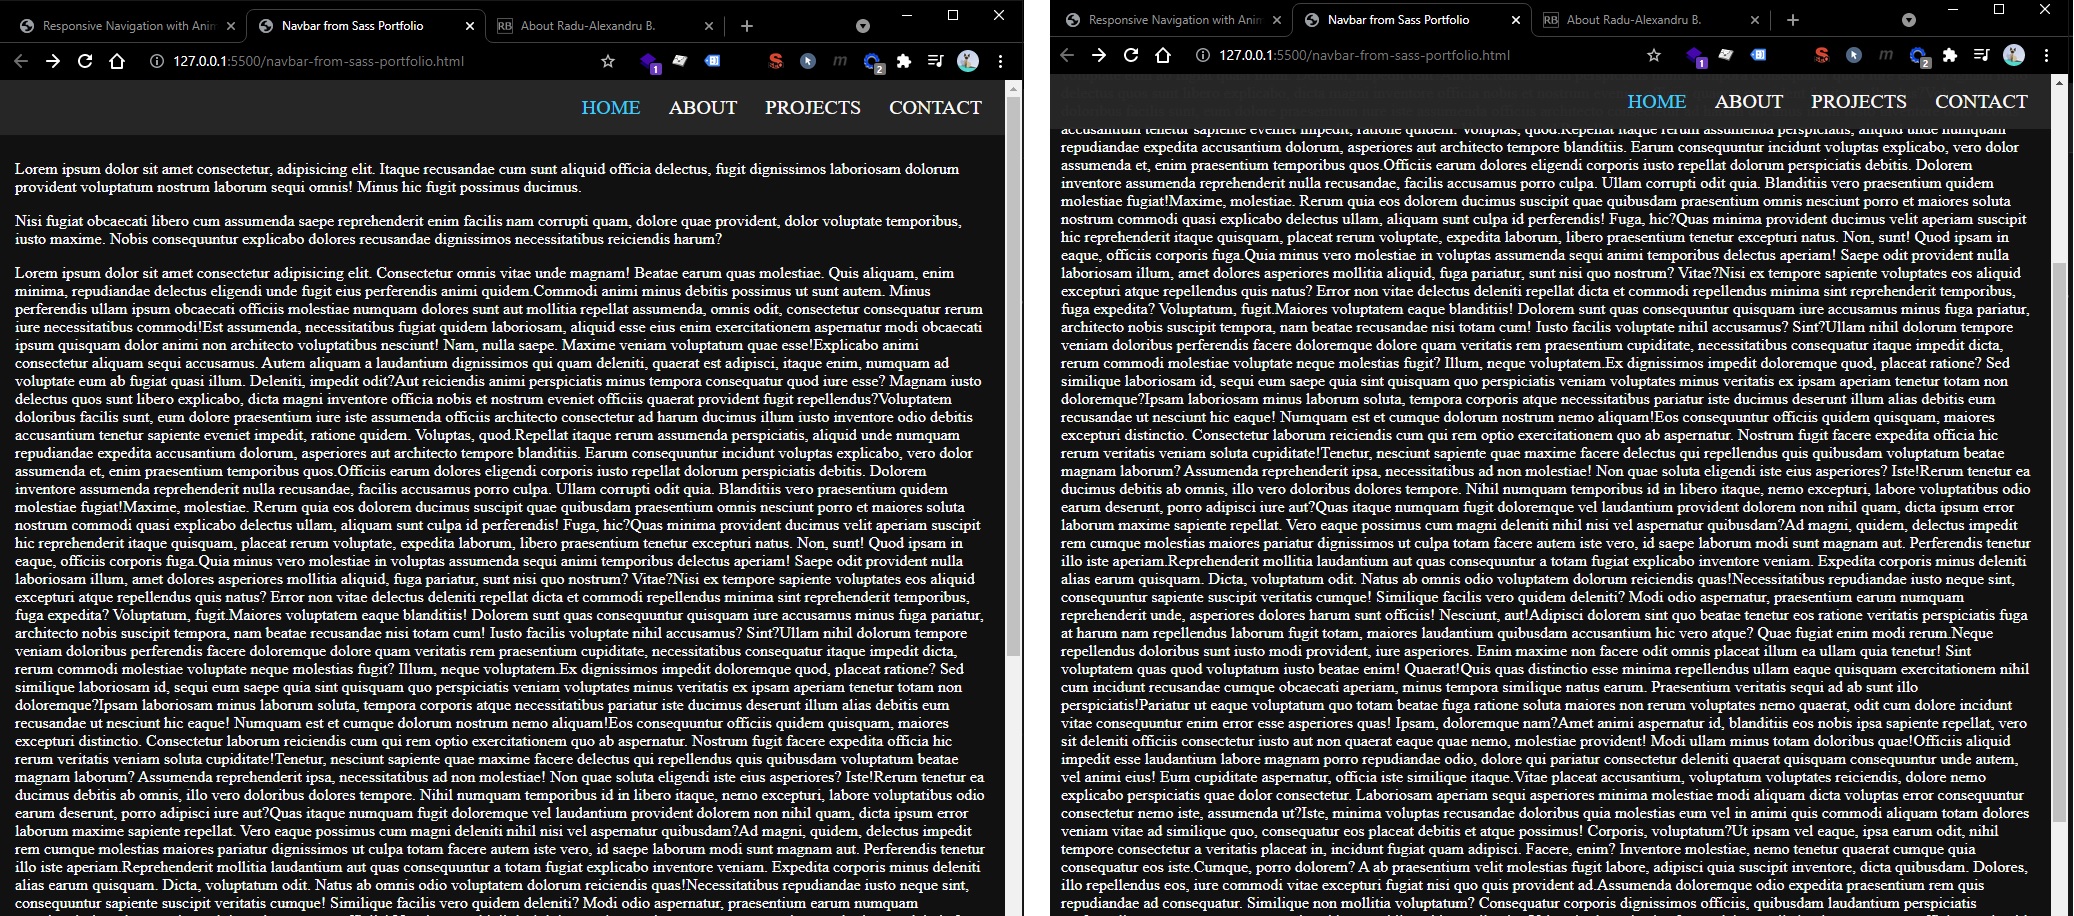 Responsive Navigation with Anim
Navbar from Sass Portfolio
About Radu-Alexandru B.
127.0.0.1:5500/navbar-from-sass-portfolio.html
HOME ABOUT PROJECTS CONTACT
Lorem ipsum dolor sit amet consectetur, adipisicing elit. Itaque recusandae cum sunt aliquid officia delectus, fugit dignissimos laboriosam dolorum
provident voluptatum nostrum laborum sequi omnis! Minus hic fugit possimus ducimus.
Nisi fugiat obcaecati libero cum assumenda saepe reprehenderit enim facilis nam corrupti quam, dolore quae provident, dolor voluptate temporibus,
iusto maxime. Nobis consequuntur explicabo dolores recusandae dignissimos necessitatibus reiciendis harum?
Lorem ipsum dolor sit amet consectetur adipisicing elit. Consectetur omnis vitae unde magnam! Beatae earum quas molestiae. Quis aliquam, enim
minima, repudiandae delectus eligendi unde fugit eius perferendis animi quidem.Commodi animi minus debitis possimus ut sunt autem. Minus
perferendis ullam ipsum obcaecati officiis molestiae numquam dolores sunt aut mollitia repellat assumenda, omnis odit, consectetur consequatur rerum
iure necessitatibus commodi!Est assumenda, necessitatibus fugiat quidem laboriosam, aliquid esse eius enim exercitationem aspernatur modi obcaecati
ipsum quisquam dolor animi non architecto voluptatibus nesciunt! Nam, nulla saepe. Maxime veniam voluptatum quae esse!Explicabo animi
consectetur aliquam sequi accusamus. Autem aliquam a laudantium dignissimos qui quam deleniti, quaerat est adipisci, itaque enim, numquam ad
voluptate eum ab fugiat quasi illum. Deleniti, impedit odit?Aut reiciendis animi perspiciatis minus tempora consequatur quod iure esse? Magnam iusto
delectus quos sunt libero explicabo, dicta magni inventore officia nobis et nostrum eveniet officiis quaerat provident fugit repellendus?Voluptatem
doloribus facilis sunt, eum dolore praesentium iure iste assumenda officiis architecto consectetur ad harum ducimus illum iusto inventore odio debitis
accusantium tenetur sapiente eveniet impedit, ratione quidem. Voluptas, quod.Repellat itaque rerum assumenda perspiciatis, aliquid unde numquam
repudiandae expedita accusantium dolorum, asperiores aut architecto tempore blanditiis. Earum consequuntur incidunt voluptas explicabo, vero dolor
assumenda et, enim praesentium temporibus quos.Officiis earum dolores eligendi corporis iusto repellat dolorum perspiciatis debitis. Dolorem
inventore assumenda reprehenderit nulla recusandae, facilis accusamus porro culpa. Ullam corrupti odit quia. Blanditiis vero praesentium quidem
molestiae fugiat!Maxime, molestiae. Rerum quia eos dolorem ducimus suscipit quae quibusdam praesentium omnis nesciunt porro et maiores soluta
nostrum commodi quasi explicabo delectus ullam, aliquam sunt culpa id perferendis! Fuga, hic?Quas minima provident ducimus velit aperiam suscipit
hic reprehenderit itaque quisquam, placeat rerum voluptate, expedita laborum, libero praesentium tenetur excepturi natus. Non, sunt! Quod ipsam in
eaque, officiis corporis fuga.Quia minus vero molestiae in voluptas assumenda sequi animi temporibus delectus aperiam! Saepe odit provident nulla
laboriosam illum, amet dolores asperiores mollitia aliquid, fuga pariatur, sunt nisi quo nostrum? Vitae?Nisi ex tempore sapiente voluptates eos aliquid
excepturi atque repellendus quis natus? Error non vitae delectus deleniti repellat dicta et commodi repellendus minima sint reprehenderit temporibus,
fuga expedita? Voluptatum, fugit.Maiores voluptatem eaque blanditiis! Dolorem sunt quas consequuntur quisquam iure accusamus minus fuga pariatur,
architecto nobis suscipit tempora, nam beatae recusandae nisi totam cum! Iusto facilis voluptate nihil accusamus? Sint?Ullam nihil dolorum tempore
veniam doloribus perferendis facere doloremque dolore quam veritatis rem praesentium cupiditate, necessitatibus consequatur itaque impedit dicta,
rerum commodi molestiae voluptate neque molestias fugit? Illum, neque voluptatem.Ex dignissimos impedit doloremque quod, placeat ratione? Sed
similique laboriosam id, sequi eum saepe quia sint quisquam quo perspiciatis veniam voluptates minus veritatis ex ipsam aperiam tenetur totam non
doloremque?Ipsam laboriosam minus laborum soluta, tempora corporis atque necessitatibus pariatur iste ducimus deserunt illum alias debitis eum
recusandae ut nesciunt hic eaque! Numquam est et cumque dolorum nostrum nemo aliquam!Eos consequuntur officiis quidem quisquam, maiores
excepturi distinctio. Consectetur laborum reiciendis cum qui rem optio exercitationem quo ab aspernatur. Nostrum fugit facere expedita officia hic
rerum veritatis veniam soluta cupiditate!Tenetur, nesciunt sapiente quae maxime facere delectus qui repellendus quis quibusdam voluptatum beatae
magnam laborum? Assumenda reprehenderit ipsa, necessitatibus ad non molestiae! Non quae soluta eligendi iste eius asperiores? Iste!Rerum tenetur ea
ducimus debitis ab omnis, illo vero doloribus dolores tempore. Nihil numquam temporibus id in libero itaque, nemo excepturi, labore voluptatibus odio
earum deserunt, porro adipisci iure aut?Quas itaque numquam fugit doloremque vel laudantium provident dolorem non nihil quam, dicta ipsum error
laborum maxime sapiente repellat. Vero eaque possimus cum magni deleniti nihil nisi vel aspernatur quibusdam?Ad magni, quidem, delectus impedit
rem cumque molestias maiores pariatur dignissimos ut culpa totam facere autem iste vero, id saepe laborum modi sunt magnam aut. Perferendis tenetur
illo iste aperiam.Reprehenderit mollitia laudantium aut quas consequuntur a totam fugiat explicabo inventore veniam. Expedita corporis minus deleniti
alias earum quisquam. Dicta, voluptatum odit. Natus ab omnis odio voluptatem dolorum reiciendis quas!Necessitatibus repudiandae iusto neque sint,
consequuntur sapiente suscipit veritatis cumque! Similique facilis vero quidem deleniti? Modi odio aspernatur, praesentium earum numquam
Responsive Navigation with Anim
Navbar from Sass Portfolio
About Radu-Alexandru B.
127.0.0.1:5500/navbar-from-sass-portfolio.html
HOME ABOUT PROJECTS CONTACT
accusantium tenetur sapiente eveniet impedit, ratione quidem. Voluptas, quod.Repellat itaque rerum assumenda perspiciatis, aliquid unde numquam
repudiandae expedita accusantium dolorum, asperiores aut architecto tempore blanditiis. Earum consequuntur incidunt voluptas explicabo, vero dolor
assumenda et, enim praesentium temporibus quos.Officiis earum dolores eligendi corporis iusto repellat dolorum perspiciatis debitis. Dolorem
inventore assumenda reprehenderit nulla recusandae, facilis accusamus porro culpa. Ullam corrupti odit quia. Blanditiis vero praesentium quidem
molestiae fugiat!Maxime, molestiae. Rerum quia eos dolorem ducimus suscipit quae quibusdam praesentium omnis nesciunt porro et maiores soluta
nostrum commodi quasi explicabo delectus ullam, aliquam sunt culpa id perferendis! Fuga, hic?Quas minima provident ducimus velit aperiam suscipit
hic reprehenderit itaque quisquam, placeat rerum voluptate, expedita laborum, libero praesentium tenetur excepturi natus. Non, sunt! Quod ipsam in
eaque, officiis corporis fuga.Quia minus vero molestiae in voluptas assumenda sequi animi temporibus delectus aperiam! Saepe odit provident nulla
laboriosam illum, amet dolores asperiores mollitia aliquid, fuga pariatur, sunt nisi quo nostrum? Vitae?Nisi ex tempore sapiente voluptates eos aliquid
excepturi atque repellendus quis natus? Error non vitae delectus deleniti repellat dicta et commodi repellendus minima sint reprehenderit temporibus,
fuga expedita? Voluptatum, fugit.Maiores voluptatem eaque blanditiis! Dolorem sunt quas consequuntur quisquam iure accusamus minus fuga pariatur,
architecto nobis suscipit tempora, nam beatae recusandae nisi totam cum! Iusto facilis voluptate nihil accusamus? Sint?Ullam nihil dolorum tempore
veniam doloribus perferendis facere doloremque dolore quam veritatis rem praesentium cupiditate, necessitatibus consequatur itaque impedit dicta,
rerum commodi molestiae voluptate neque molestias fugit? Illum, neque voluptatem.Ex dignissimos impedit doloremque quod, placeat ratione? Sed
similique laboriosam id, sequi eum saepe quia sint quisquam quo perspiciatis veniam voluptates minus veritatis ex ipsam aperiam tenetur totam non
doloremque?Ipsam laboriosam minus laborum soluta, tempora corporis atque necessitatibus pariatur iste ducimus deserunt illum alias debitis eum
recusandae ut nesciunt hic eaque! Numquam est et cumque dolorum nostrum nemo aliquam!Eos consequuntur officiis quidem quisquam, maiores
excepturi distinctio. Consectetur laborum reiciendis cum qui rem optio exercitationem quo ab aspernatur. Nostrum fugit facere expedita officia hic
rerum veritatis veniam soluta cupiditate!Tenetur, nesciunt sapiente quae maxime facere delectus qui repellendus quis quibusdam voluptatum beatae
magnam laborum? Assumenda reprehenderit ipsa, necessitatibus ad non molestiae! Non quae soluta eligendi iste eius asperiores? Iste!Rerum tenetur ea
ducimus debitis ab omnis, illo vero doloribus dolores tempore. Nihil numquam temporibus id in libero itaque, nemo excepturi, labore voluptatibus odio
earum deserunt, porro adipisci iure aut?Quas itaque numquam fugit doloremque vel laudantium provident dolorem non nihil quam, dicta ipsum error
laborum maxime sapiente repellat. Vero eaque possimus cum magni deleniti nihil nisi vel aspernatur quibusdam?Ad magni, quidem, delectus impedit
rem cumque molestias maiores pariatur dignissimos ut culpa totam facere autem iste vero, id saepe laborum modi sunt magnam aut. Perferendis tenetur
illo iste aperiam.Reprehenderit mollitia laudantium aut quas consequuntur a totam fugiat explicabo inventore veniam. Expedita corporis minus deleniti
alias earum quisquam. Dicta, voluptatum odit. Natus ab omnis odio voluptatem dolorum reiciendis quas!Necessitatibus repudiandae iusto neque sint,
consequuntur sapiente suscipit veritatis cumque! Similique facilis vero quidem deleniti? Modi odio aspernatur, praesentium earum numquam
reprehenderit unde, asperiores dolores harum sunt officiis! Nesciunt, aut!Adipisci dolorem sint quo beatae tenetur eos ratione veritatis perspiciatis fuga
at harum nam repellendus laborum fugit totam, maiores laudantium quibusdam accusantium hic vero atque? Quae fugiat enim modi rerum.Neque
repellendus doloribus sunt iusto modi provident, iure asperiores. Enim maxime non facere odit omnis placeat illum ea ullam quia tenetur! Sint
voluptatem quas quod voluptatum iusto beatae enim! Quaerat!Quis quas distinctio esse minima repellendus ullam eaque quisquam exercitationem nihil
cum incidunt recusandae cumque obcaecati aperiam, minus tempora similique natus earum. Praesentium veritatis sequi ad ab sunt illo
perspiciatis!Pariatur ut eaque voluptatum quo totam beatae fuga ratione soluta maiores non rerum voluptates nemo quaerat, odit cum dolore incidunt
vitae consequuntur enim error esse asperiores quas! Ipsam, doloremque nam?Amet animi aspernatur id, blanditiis eos nobis ipsa sapiente repellat, vero
sit deleniti officiis consectetur iusto aut non quaerat eaque quae nemo, molestiae provident! Modi ullam minus totam doloribus quae!Officiis aliquid
impedit esse laudantium labore magnam porro repudiandae odio, dolore qui pariatur consectetur deleniti quaerat quisquam consequuntur unde autem,
vel animi eius! Eum cupiditate aspernatur, officia iste similique itaque.Vitae placeat accusantium, voluptatum voluptates reiciendis, dolore nemo
explicabo perspiciatis quae dolor consectetur. Laboriosam aperiam sequi asperiores minima molestiae modi aliquam dicta voluptas error consequuntur
consectetur nemo iste, assumenda ut?Iste, minima voluptas recusandae doloribus quia molestias eum vel in animi quis commodi aliquam totam dolores
veniam vitae ad similique quo, consequatur eos placeat debitis et atque possimus! Corporis, voluptatum?Ut ipsam vel eaque, ipsa earum odit, nihil
tempore consectetur a veritatis placeat in, incidunt fugiat quam adipisci. Facere, enim? Inventore molestiae, nemo tenetur quaerat cumque quia
consequatur eos iste.Cumque, porro dolorem? A ab praesentium velit molestias fugit labore, adipisci quia suscipit inventore, dicta quibusdam. Dolores,
illo repellendus eos, iure commodi vitae excepturi fugiat nisi quo quis provident ad.Assumenda doloremque odio expedita praesentium rem quis
repudiandae ad consequatur. Similique non modi sit voluptatum? Consequatur corporis dignissimos officiis, quibusdam laudantium perspiciatis